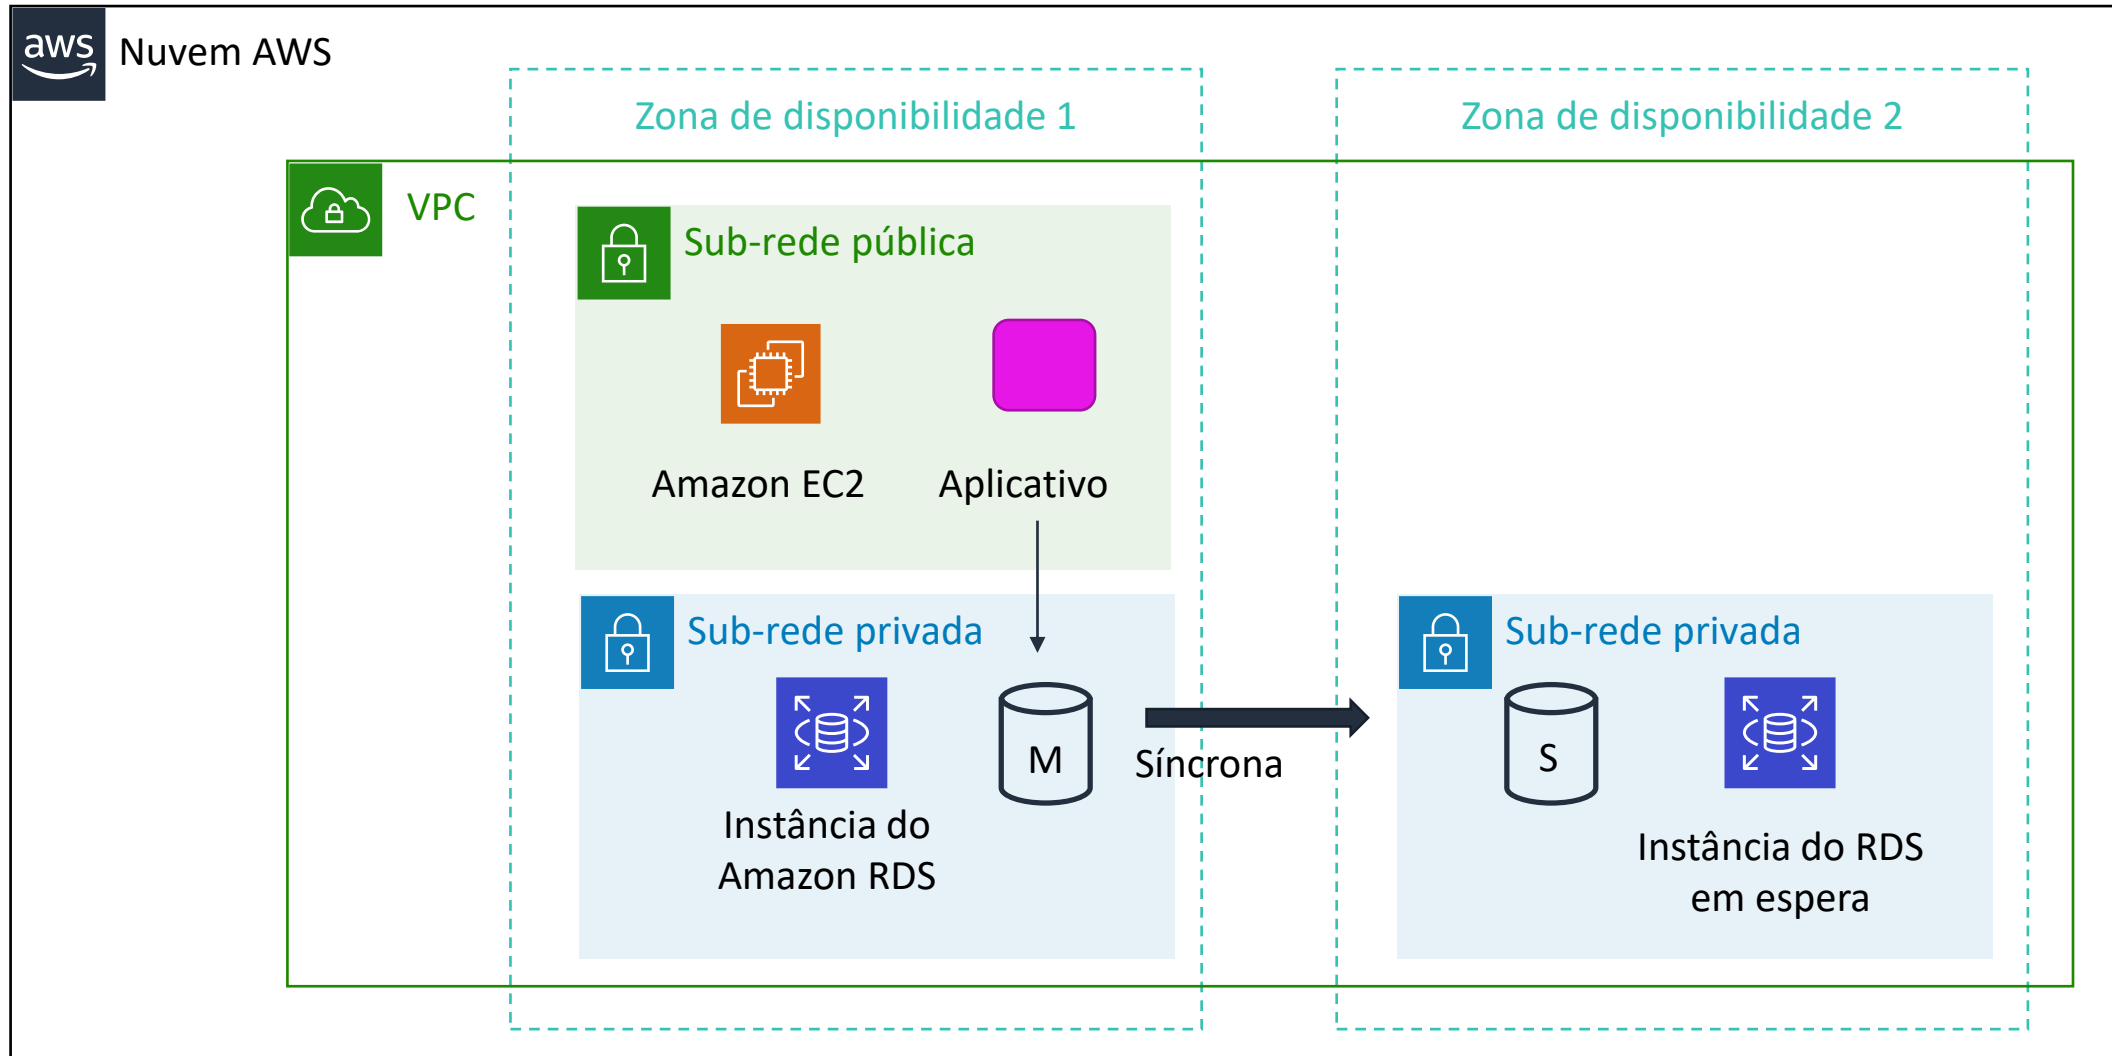 aws
Nuvem AWS
Zona de disponibilidade 1
Zona de disponibilidade 2
VPC
Sub-rede pública
Amazon EC2
Aplicativo
Sub-rede privada
Sub-rede privada
M
Síncrona
S
Instância do
Amazon RDS
Instância do RDS
em espera